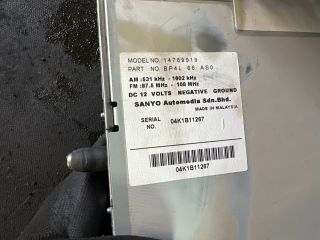 MODEL NO. 14789919
PART NO. BP4L 66 AS0
AM :531 kHz - 1602 kHz
FM :87.5 MHz - 108 MHz
DC 12 VOLTS NEGATIVE GROUND
SANYO Automedia Sdn.Bhd.
MADE IN MALAYSIA
SERIAL NO. 04K1B11267
04K1B11267